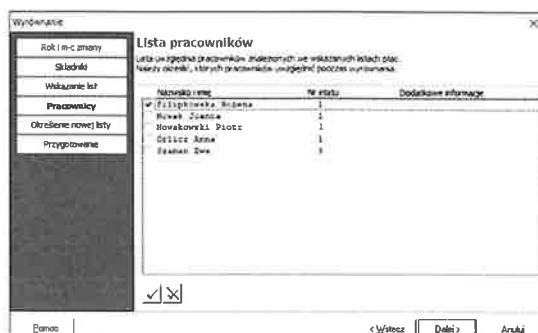 Wyrównanie
Rok i m-c zmiany
Składniki
Wskazanie list
Pracownicy
Określenie nowej listy
Przygotowanie
Lista pracowników
Lista uwzględnia pracowników znalezionych we wskazanych listach płac.
Należy określić, których pracowników uwzględnić podczas wyrównania.
Nazwisko i imię Nr etatu Dodatkowe informacje
Filipkowska Bożena 1
Nowak Joanna 1
Nowakowski Piotr 1
Orlicz Anna 1
Szaman Ewa
Pomoc
< Wstecz Dalej > Anuluj